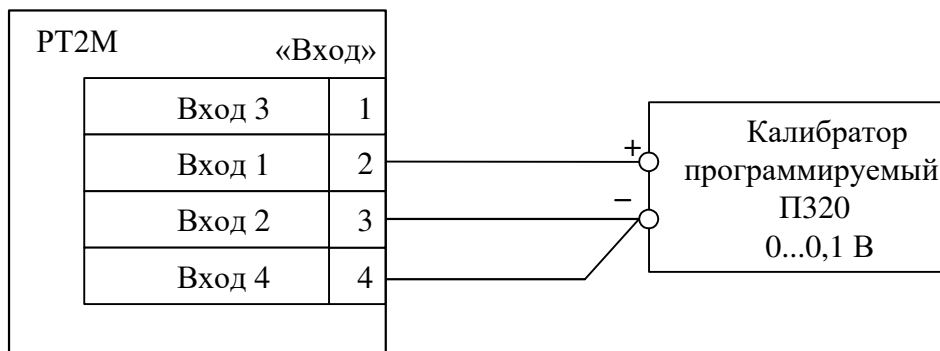 РТ2М «Вход»
Вход 3 1
Вход 1 2
Вход 2 3
Вход 4 4
+
−
Калибратор
программируемый
П320
0...0,1 В